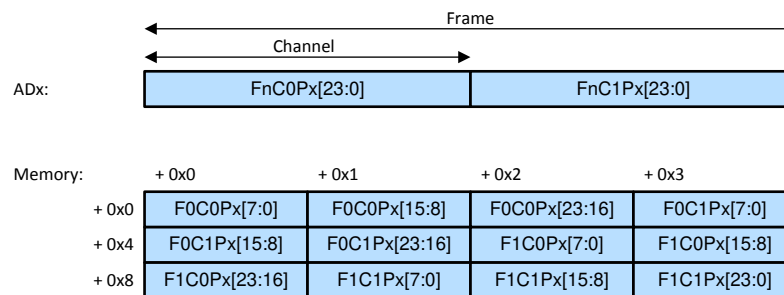 Frame
Channel
ADx: FnC0Px[23:0] FnC1Px[23:0]
Memory: + 0x0 + 0x1 + 0x2 + 0x3
+ 0x0 F0C0Px[7:0] F0C0Px[15:8] F0C0Px[23:16] F0C1Px[7:0]
+ 0x4 F0C1Px[15:8] F0C1Px[23:16] F1C0Px[7:0] F1C0Px[15:8]
+ 0x8 F1C0Px[23:16] F1C1Px[7:0] F1C1Px[15:8] F1C1Px[23:0]